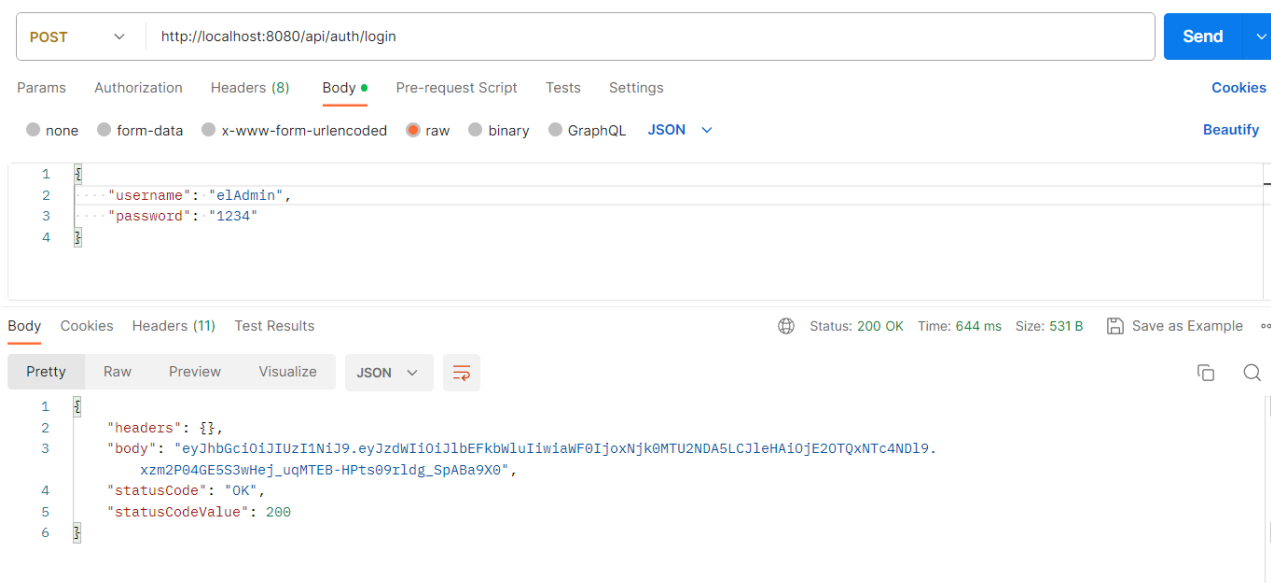 POST http://localhost:8080/api/auth/login Send
Params Authorization Headers (8) Body Pre-request Script Tests Settings Cookies
none form-data x-www-form-urlencoded raw binary GraphQL JSON Beautify
1 {
2 "username": "elAdmin",
3 "password": "1234"
4 }
Body Cookies Headers (11) Test Results Status: 200 OK Time: 644 ms Size: 531 B Save as Example
Pretty Raw Preview Visualize JSON
1 {
2 "headers": {},
3 "body": "eyJhbGciOiJIUzI1NiJ9.eyJzdWIiOiJlbEFkbWluIiwiaWF0IjoxNjk0MTU2NDA5LCJleHAiOjE2OTQxNTc4NDl9.
xzm2P04GE5S3wHej_uqMTEB-HPts09rldg_SpABa9X0",
4 "statusCode": "OK",
5 "statusCodeValue": 200
6 }